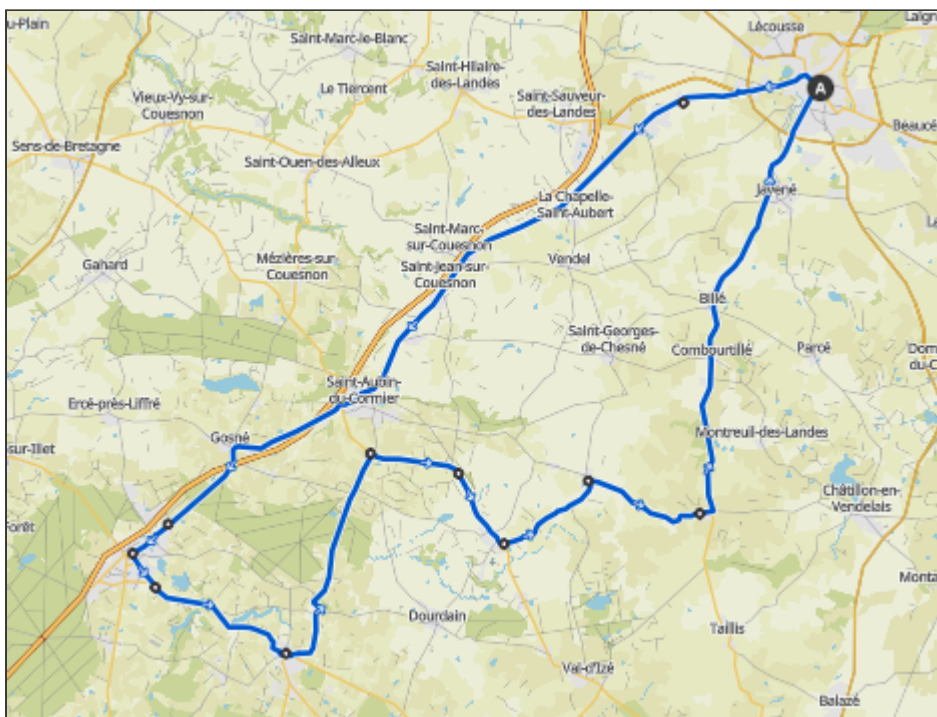 u-Plain
Saint-Marc-le-Blanc
Lécousse
Laign
Saint-Hilaire-
des-Landes
Le Tiercent
Vieux-Vy-sur-
Couesnon
Saint-Sauveur-
des-Landes
A
Beaucé
Sens-de-Bretagne
Saint-Ouen-des-Alleux
Javené
La Chapelle-
Saint-Aubert
Saint-Marc-
sur-Couesnon
Gahard
Mézières-sur-
Couesnon
Saint-Jean-sur-
Couesnon
Vendel
Billé
Saint-Georges-
de-Chesné
Combourtillé
Parcé
Dom
du-C
Saint-Aubin-
du-Cormier
Ercé-près-Liffré
Gosné
Montreuil-des-Landes
sur-Illet
Châtillon-en-
Vendelais
Forêt
Monta
Dourdain
Taillis
Val-d'Izé
Balazé